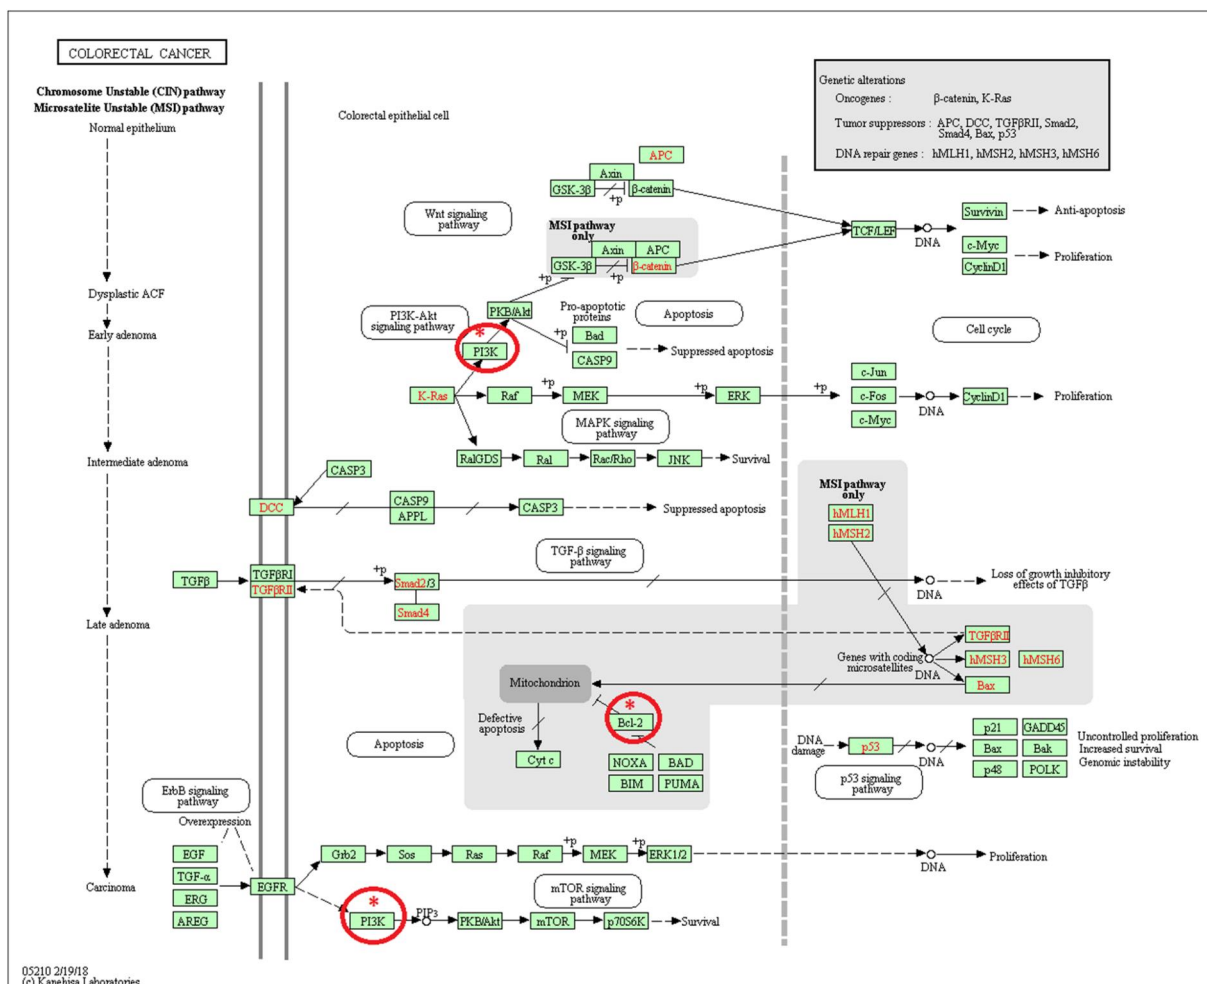 COLORECTAL CANCER
Chromosome Unstable (CIN) pathway
Microsatelite Unstable (MSI) pathway
Normal epithelium
Dysplastic ACF
Early adenoma
Intermediate adenoma
Late adenoma
Carcinoma
Colorectal epithelial cell
Genetic alterations
Oncogenes : β-catenin, K-Ras
Tumor suppressors : APC, DCC, TGFβRII, Smad2,
Smad4, Bax, p53
DNA repair genes : hMLH1, hMSH2, hMSH3, hMSH6
APC
Axin
GSK-3β
+p
β-catenin
Wnt signaling
pathway
MSI pathway
only
Axin
APC
GSK-3β
+p
β-catenin
TCF/LEF
DNA
Survivin
Anti-apoptosis
c-Myc
CyclinD1
Proliferation
+p
PKB/Akt
PI3K-Akt
signaling pathway
*
PI3K
Pro-apoptotic
proteins
+p
Bad
CASP9
Apoptosis
Suppressed apoptosis
Cell cycle
K-Ras
Raf
+p
MEK
+p
ERK
+p
c-Jun
c-Fos
c-Myc
DNA
CyclinD1
Proliferation
MAPK signaling
pathway
RalGDS
Ral
Rac/Rho
JNK
Survival
CASP3
DCC
CASP9
APPL
CASP3
Suppressed apoptosis
MSI pathway
only
hMLH1
hMSH2
TGF-β signaling
pathway
TGFβ
TGFβRI
TGFβRII
+p
Smad2/3
Smad4
DNA
Loss of growth inhibitory
effects of TGFβ
Genes with coding
microsatellites
DNA
TGFβRII
hMSH3
hMSH6
Bax
Mitochondrion
Defective
apoptosis
Cyt c
*
Bcl-2
NOXA
BAD
BIM
PUMA
Apoptosis
DNA
damage
p53
DNA
p21
GADD45
Bax
Bak
p48
POLK
Uncontrolled proliferation
Increased survival
Genomic instability
p53 signaling
pathway
ErbB signaling
pathway
Overexpression
EGF
TGF-α
ERG
AREG
EGFR
Grb2
Sos
Ras
Raf
+p
MEK
+p
ERK1/2
DNA
Proliferation
mTOR signaling
pathway
*
PI3K
PIP3
PKB/Akt
mTOR
p70S6K
Survival
05210 2/19/18
(c) Kanehisa Laboratories